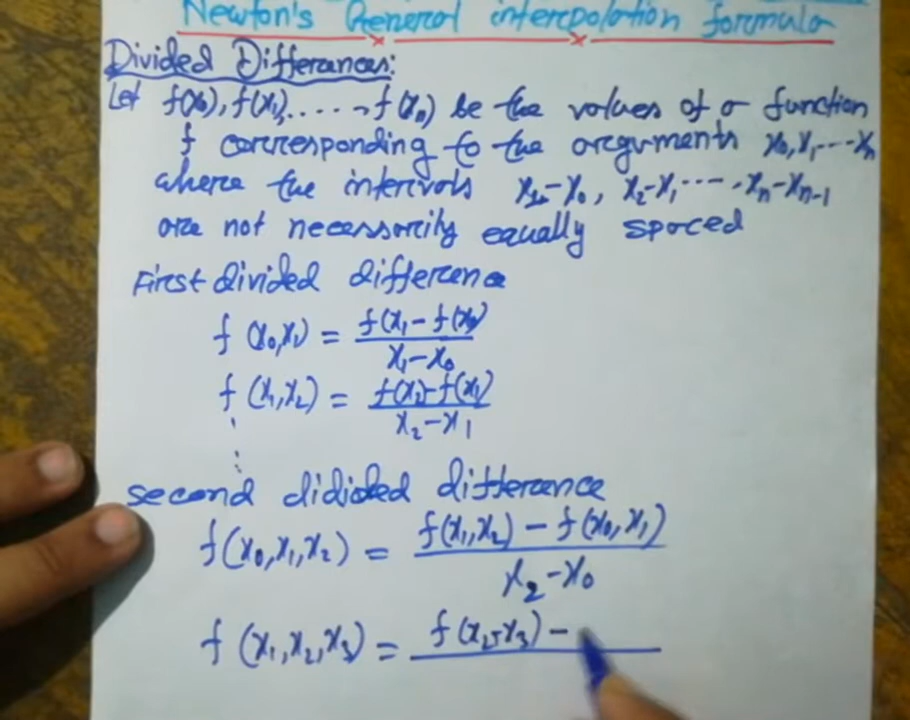 Newton's General interpolation formula
Divided Differences:
Let f(x₀), f(x₁), ..... , f(xₙ) be the values of a function
f corresponding to the arguments x₀, x₁ ... xₙ
where the intervals x₁-x₀, x₂-x₁ ..... xₙ-xₙ₋₁
are not necessarily equally spaced
First divided difference
f (x₀,x₁) = f(x₁ - f(x₀) / x₁-x₀
f (x₁,x₂) = f(x₂)-f(x₁) / x₂-x₁
second didided difference
f(x₀,x₁,x₂) = f(x₁,x₂) - f(x₀,x₁) / x₂-x₀
f (x₁,x₂,x₃) = f(x₂,x₃) -